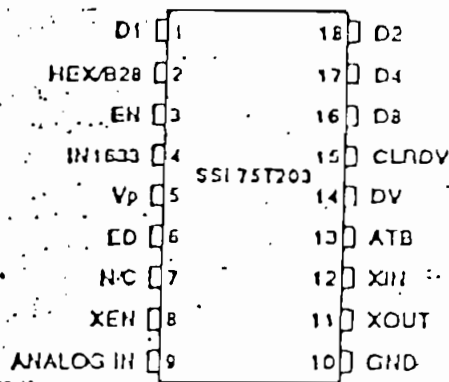 D1 1 18 D2
HEX/B28 2 17 D4
EN 3 16 D8
IN1633 4 15 CLRDV
SSI 75T203
Vp 5 14 DV
ED 6 13 ATB
N/C 7 12 XIN
XEN 8 11 XOUT
ANALOG IN 9 10 GND